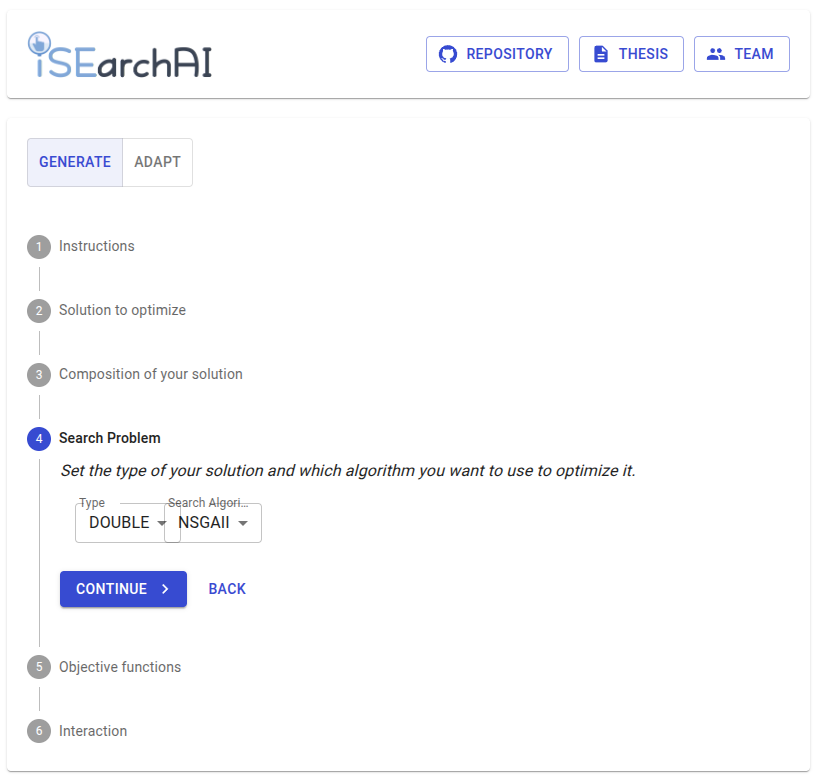 iSEarchAI
REPOSITORY
THESIS
TEAM
GENERATE
ADAPT
1 Instructions
2 Solution to optimize
3 Composition of your solution
4 Search Problem
Set the type of your solution and which algorithm you want to use to optimize it.
Type
Search Algori...
DOUBLE
NSGAII
CONTINUE
BACK
5 Objective functions
6 Interaction